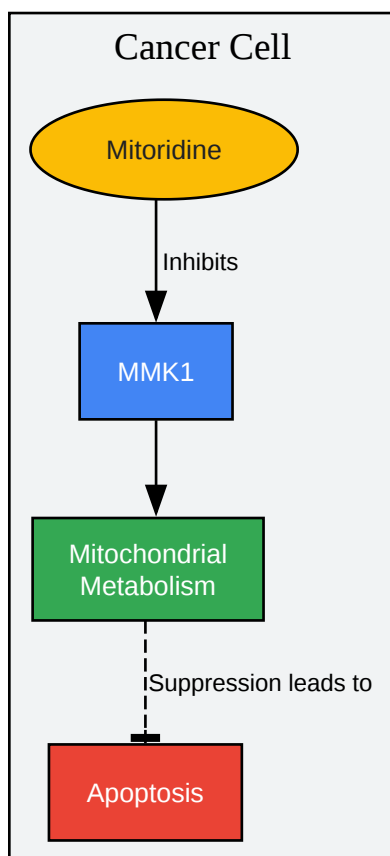 Cancer Cell
Mitoridine
Inhibits
MMK1
Mitochondrial
Metabolism
Suppression leads to
Apoptosis